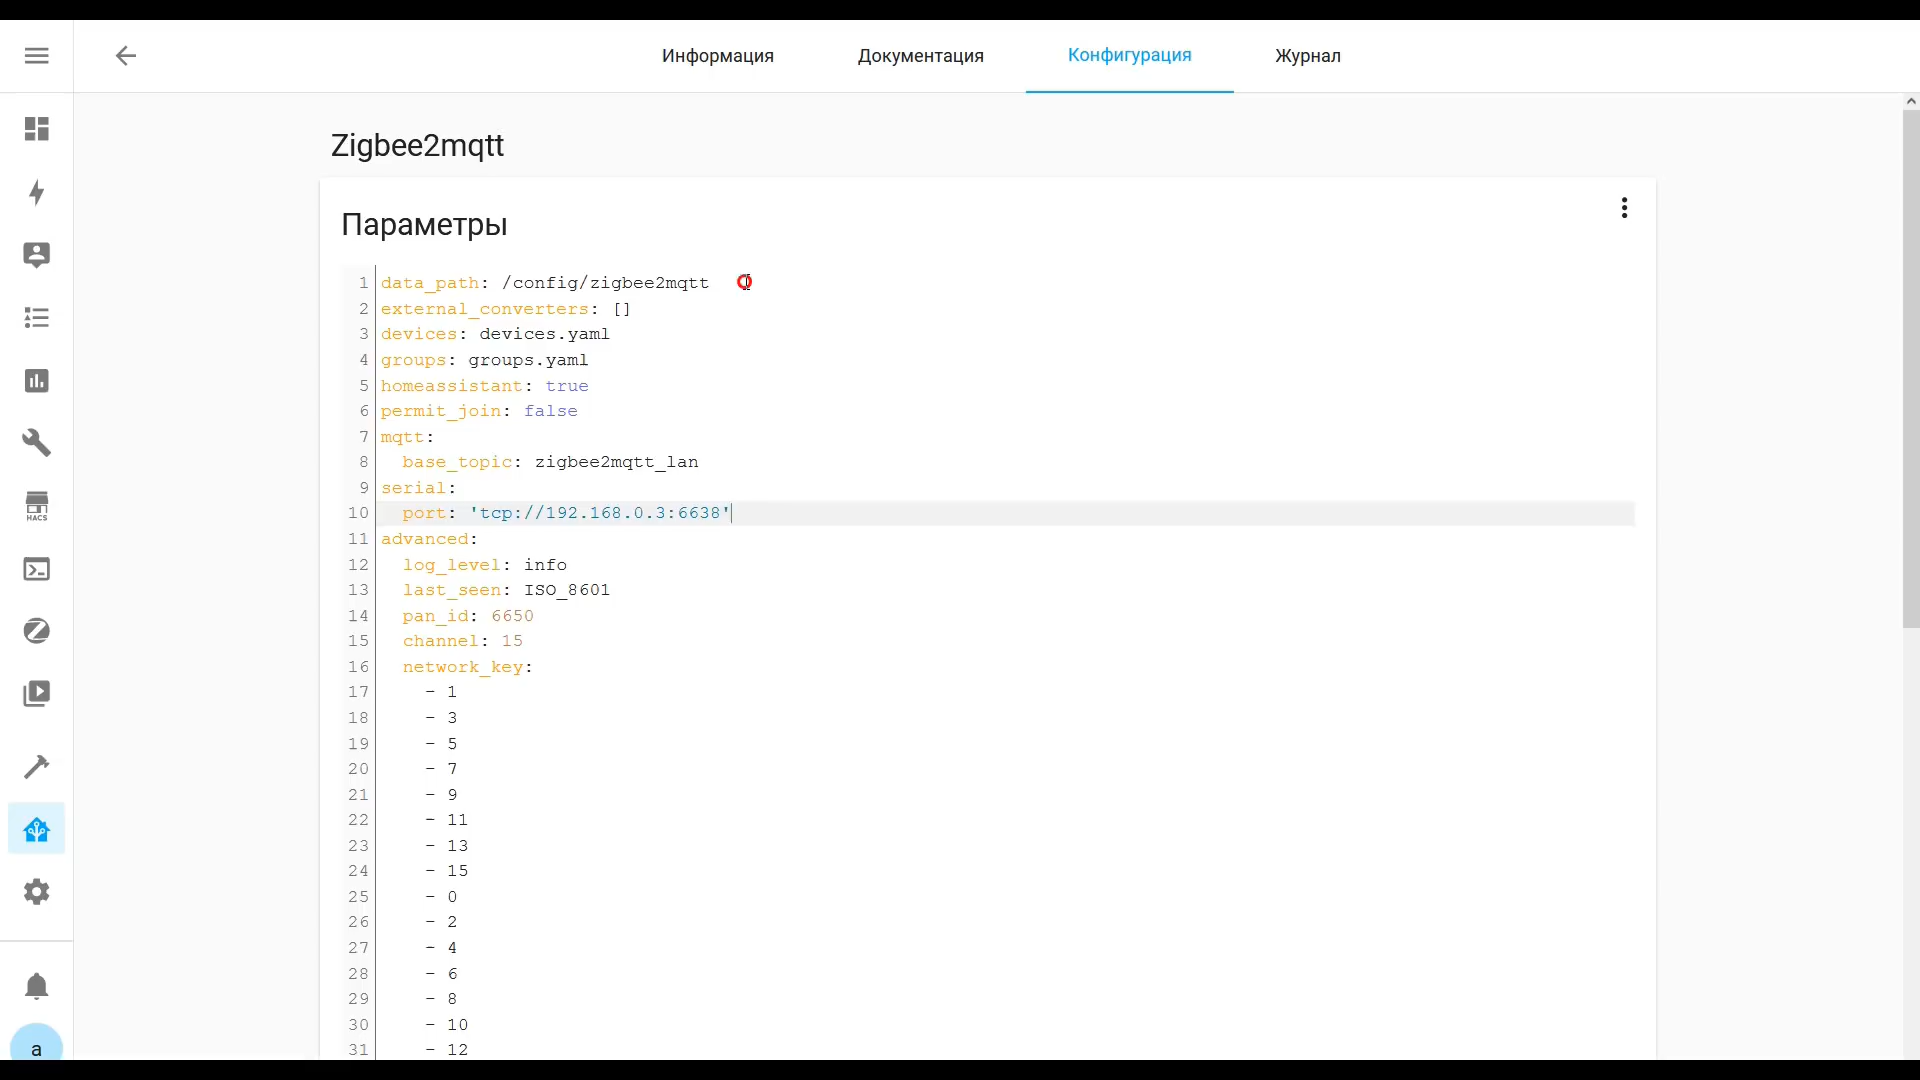 Информация
Документация
Конфигурация
Журнал
Zigbee2mqtt
Параметры
1 data_path: /config/zigbee2mqtt
2 external_converters: []
3 devices: devices.yaml
4 groups: groups.yaml
5 homeassistant: true
6 permit_join: false
7 mqtt:
8   base_topic: zigbee2mqtt_lan
9 serial:
10   port: 'tcp://192.168.0.3:6638'
11 advanced:
12   log_level: info
13   last_seen: ISO_8601
14   pan_id: 6650
15   channel: 15
16   network_key:
17     - 1
18     - 3
19     - 5
20     - 7
21     - 9
22     - 11
23     - 13
24     - 15
25     - 0
26     - 2
27     - 4
28     - 6
29     - 8
30     - 10
31     - 12
HACS
a